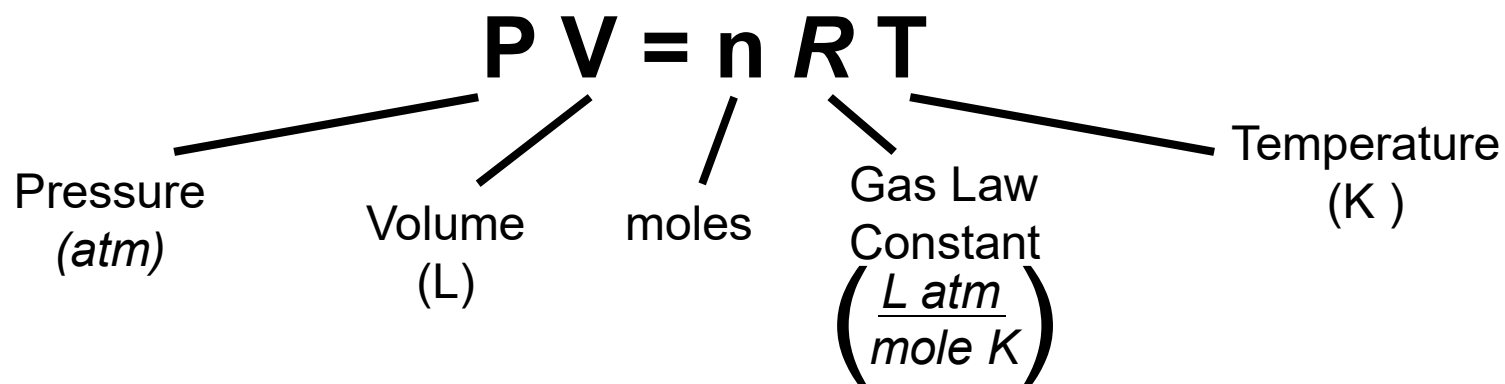 P V = n R T
Pressure
(atm)
Volume
(L)
moles
Gas Law
Constant
(L atm
mole K)
Temperature
(K )